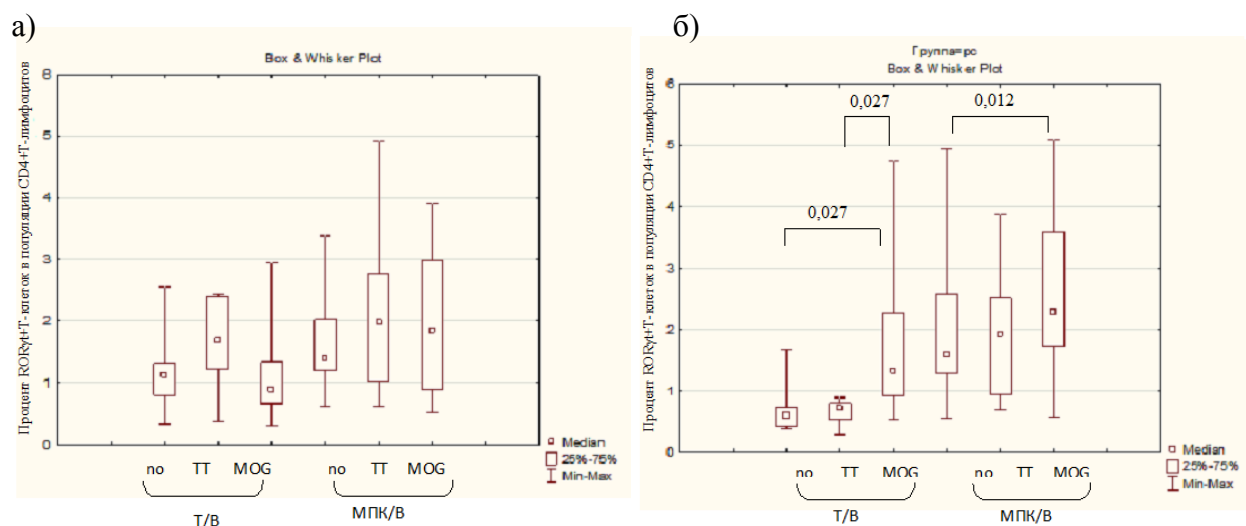 а)
Box & Whisker Plot
Процент RORγt+T-клеток в популяции CD4+T-лимфоцитов
6
5
4
3
2
1
0
no TT MOG no TT MOG
Т/В МПК/В
Median
25%-75%
Min-Max
б)
Группа=рс
Box & Whisker Plot
Процент RORγt+T-клеток в популяции CD4+T-лимфоцитов
6
5
4
3
2
1
0
0,027
0,012
0,027
no TT MOG no TT MOG
Т/В МПК/В
Median
25%-75%
Min-Max